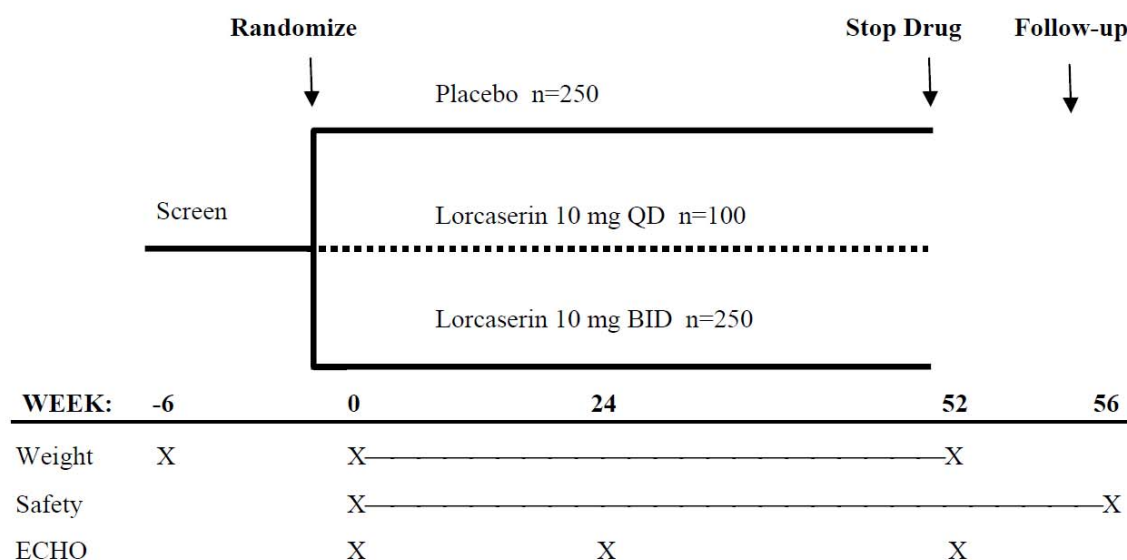 Randomize Stop Drug Follow-up
Placebo n=250
Screen Lorcaserin 10 mg QD n=100
Lorcaserin 10 mg BID n=250
WEEK: -6 0 24 52 56
Weight X X X
Safety X X
ECHO X X X